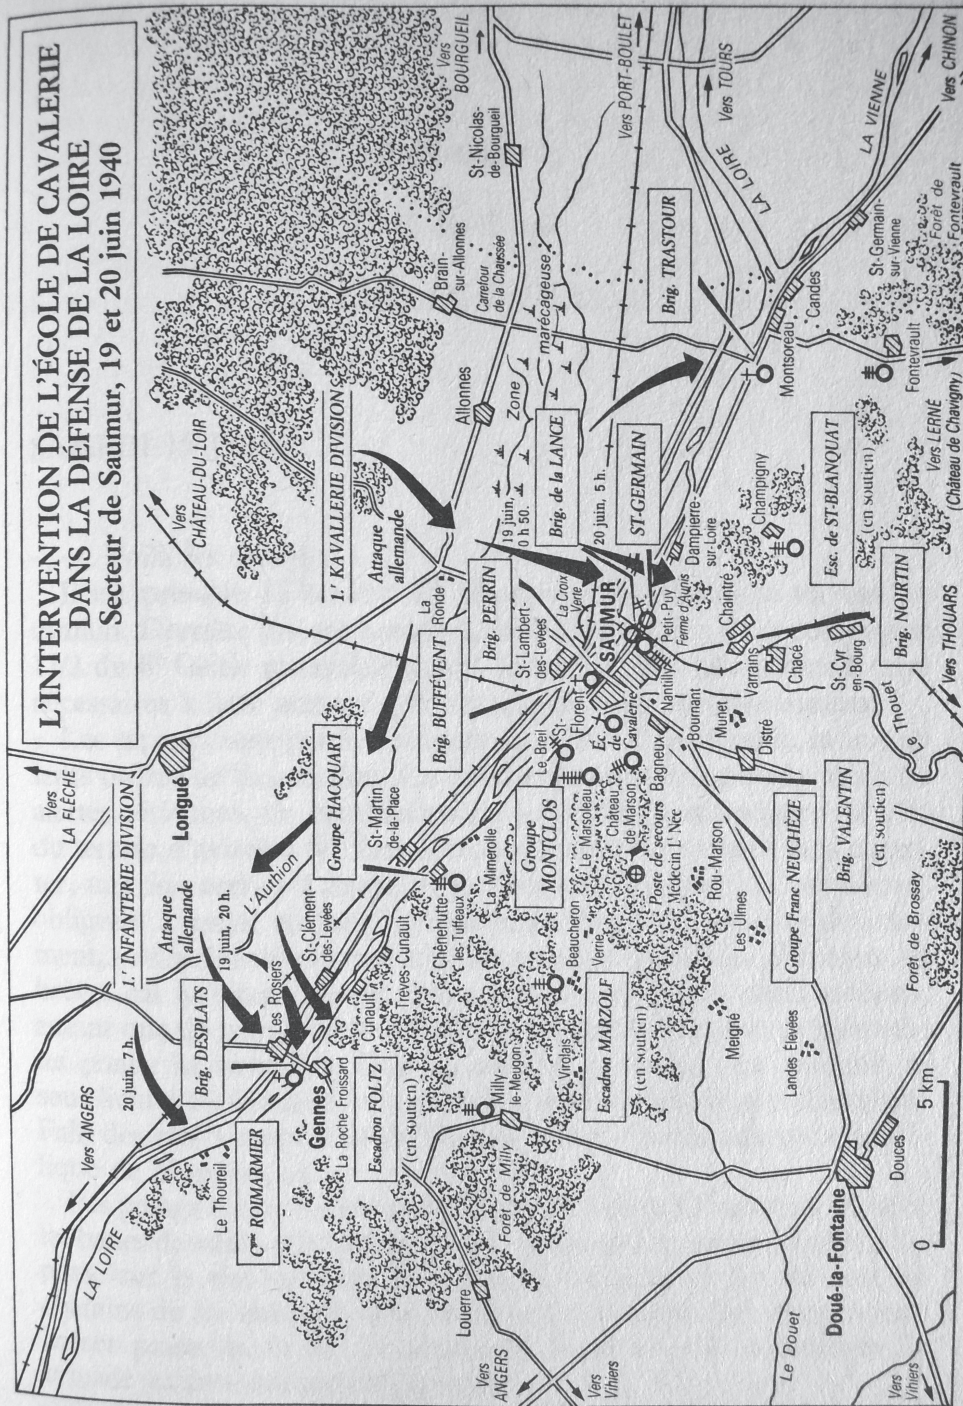 L'INTERVENTION DE L'ÉCOLE DE CAVALERIE
DANS LA DÉFENSE DE LA LOIRE
Secteur de Saumur, 19 et 20 juin 1940
Vers
LA FLÈCHE
Longué
1.' INFANTERIE DIVISION
Attaque
allemande
19 juin, 20 h.
20 juin, 7 h.
Vers ANGERS
LA LOIRE
Brig. DESPLATS
Les Rosiers
L'Authion
St-Clément
des-Levées
Groupe HACQUART
St-Martin
de-la-Place
Vers
CHÂTEAU-DU-LOIR
1.' KAVALLERIE DIVISION
Attaque
allemande
La
Ronde
Brig. BUFFÉVENT
Brig. PERRIN
St-Lambert-
des-Levées
La Croix
Verte
19 juin,
0 h 50.
Allonnes
Zone
marécageuse
Brain-
sur-Allonnes
Carrefour
de la Chaussée
St-Nicolas-
de-Bourgueil
Vers
BOURGUEIL
Vers PORT-BOULET
Vers TOURS
LA LOIRE
LA VIENNE
Vers CHINON
Brig. TRASTOUR
Brig. de la LANCE
20 juin, 5 h.
ST-GERMAIN
Dampierre-
sur-Loire
Petit-Puy
Ferme d'Aunis
SAUMUR
Nantilly
St-
Florent
Le Breil
Éc.
de
Cavalerie
Bagneux
Bournant
Munet
Distré
Varrains
Chacé
Chaintré
Champigny
St-Cyr
en-Bourg
Montsoreau
Candes
St-Germain-
sur-Vienne
Forêt de
Fontevrault
Fontevrault
Vers LERNÉ
(Château de Chavigny)
Esc. de ST-BLANQUAT
(en soutien)
Brig. NOIRTIN
Vers THOUARS
Le Thouet
Cgnie ROIMARMIER
Le Thoureil
Gennes
La Roche Froissard
Cunault
Trèves-Cunault
Chênehutte-
les-Tuffeaux
La Mimerolle
Groupe
MONTCLOS
Le Marsoleau
Château
de Marson
Poste de secours
Médecin L.t Née
Beaucheron
Verrie
Rou-Marson
Les Ulmes
Escadron FOLTZ
(en soutien)
Milly
le-Meugon
Virolais
Escadron MARZOLF
(en soutien)
Meigné
Landes Élevées
Groupe Franc NEUCHÈZE
Brig. VALENTIN
(en soutien)
Forêt de Brossay
Forêt de Milly
Louerre
Vers
ANGERS
Vers
Vihiers
Le Douet
Doué-la-Fontaine
Douces
Vers
Vihiers
0
5 km